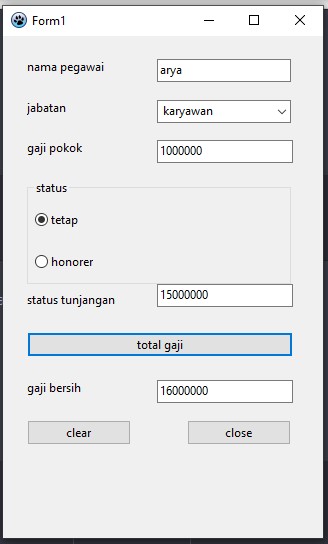 Form1
nama pegawai arya
jabatan karyawan
gaji pokok 1000000
status
tetap
honorer
status tunjangan 15000000
total gaji
gaji bersih 16000000
clear close